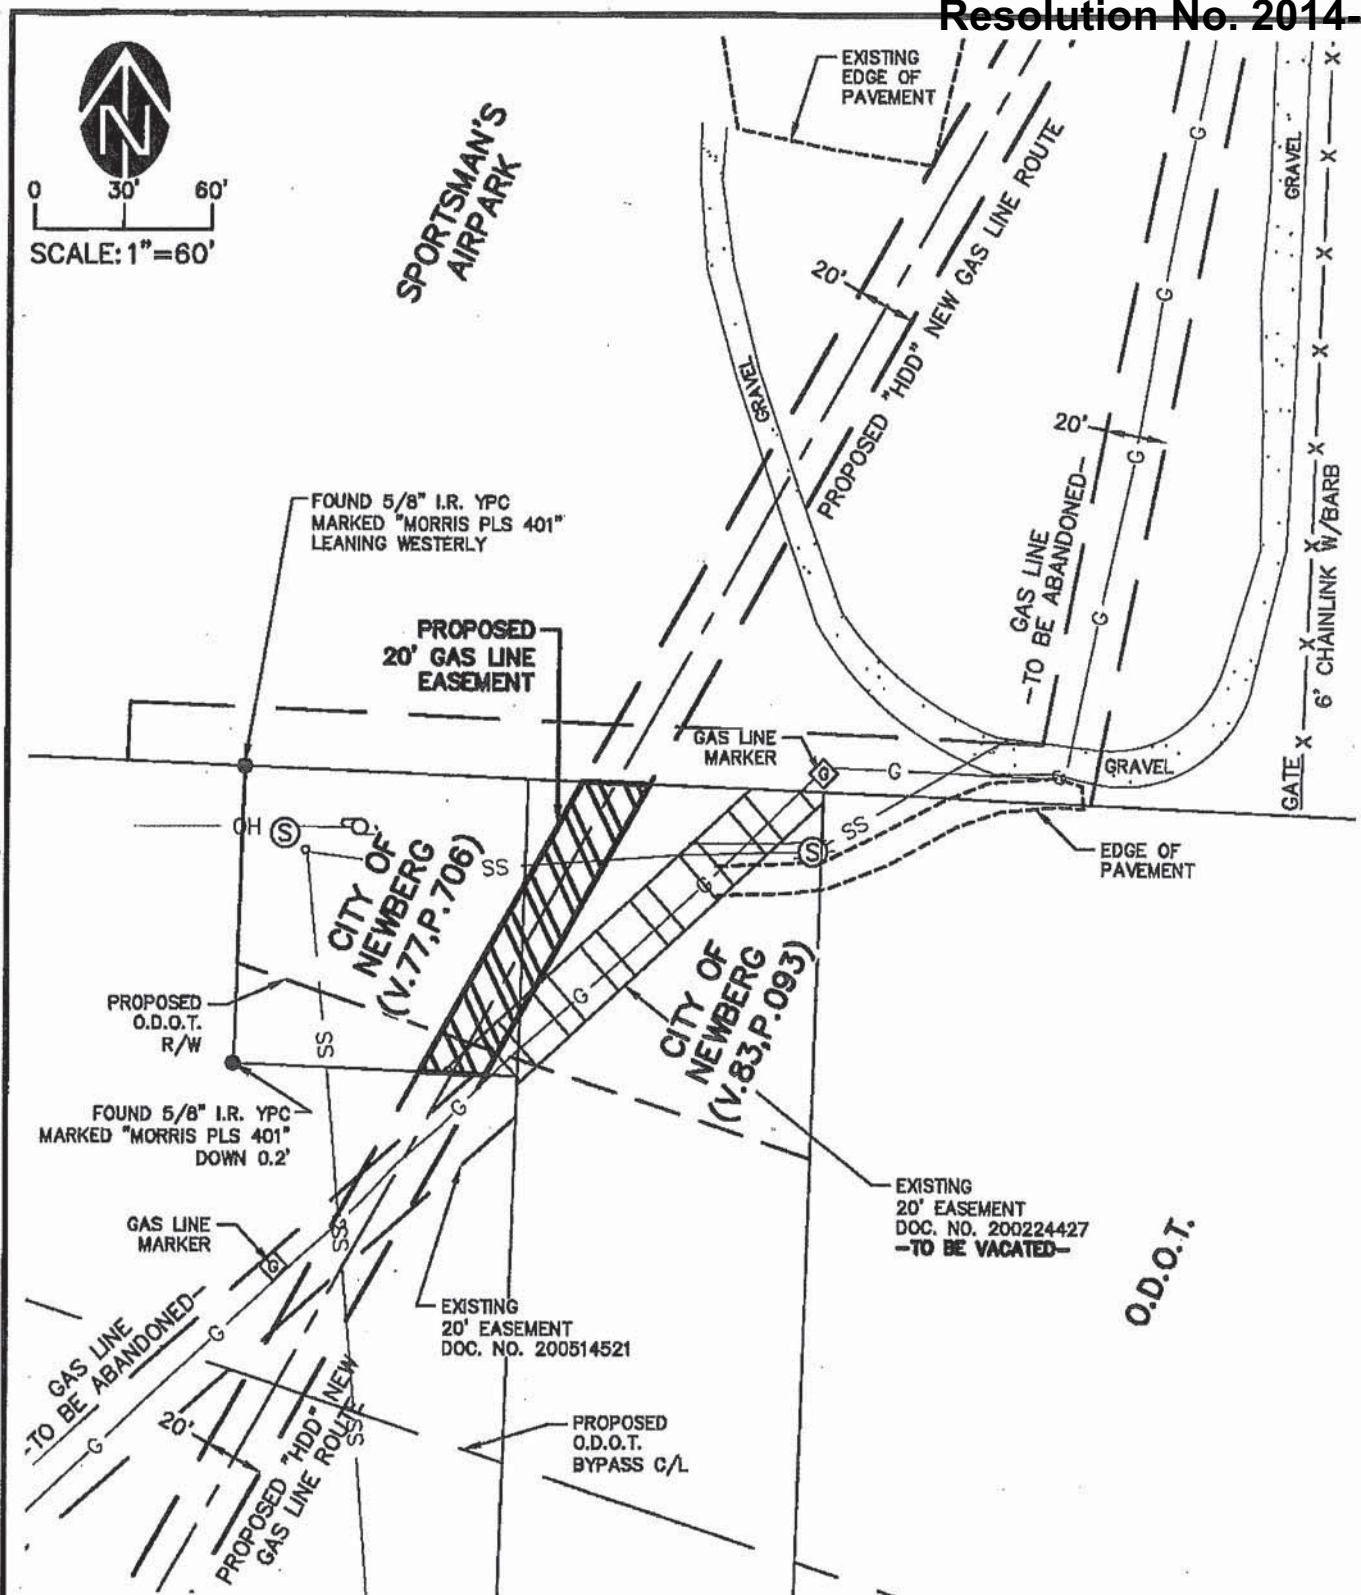 Resolution No. 2014-
N
0 30' 60'
SCALE: 1"=60'
SPORTSMAN'S
AIRPARK
EXISTING
EDGE OF
PAVEMENT
20'
PROPOSED "HDD" NEW GAS LINE ROUTE
GRAVEL
GRAVEL
G
G
G
G
20'
GAS LINE
-TO BE ABANDONED-
X
X
X
X
X
X
X
X
6' CHAINLINK W/BARB
GATE
FOUND 5/8" I.R. YPC
MARKED "MORRIS PLS 401"
LEANING WESTERLY
PROPOSED
20' GAS LINE
EASEMENT
GAS LINE
MARKER
G
G
G
GRAVEL
OH
S
CITY OF
NEWBERG
(V.77,P.706)
SS
SS
S
G
EDGE OF
PAVEMENT
CITY OF
NEWBERG
(V.83,P.093)
G
PROPOSED
O.D.O.T.
R/W
SS
FOUND 5/8" I.R. YPC
MARKED "MORRIS PLS 401"
DOWN 0.2'
G
EXISTING
20' EASEMENT
DOC. NO. 200224427
-TO BE VACATED-
O.D.O.T.
GAS LINE
MARKER
G
SS
EXISTING
20' EASEMENT
DOC. NO. 200514521
GAS LINE
-TO BE ABANDONED-
G
G
20'
PROPOSED "HDD" NEW
GAS LINE ROUTE
SS
PROPOSED
O.D.O.T.
BYPASS C/L